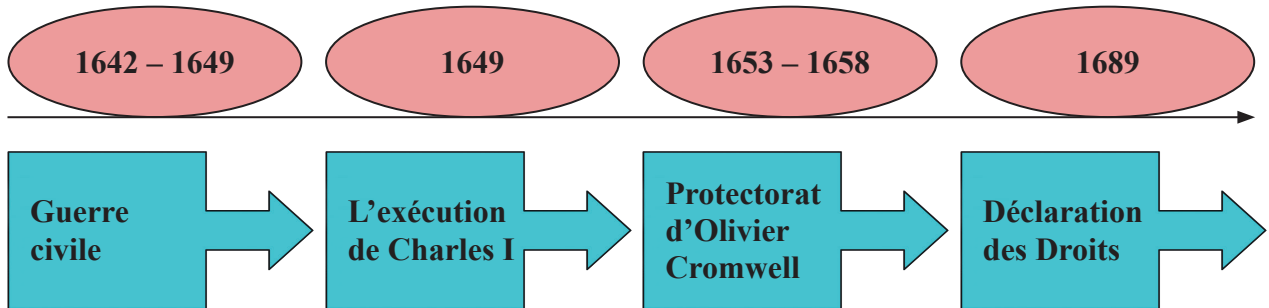 1642 – 1649
1649
1653 – 1658
1689
Guerre
civile
L’exécution
de Charles I
Protectorat
d’Olivier
Cromwell
Déclaration
des Droits